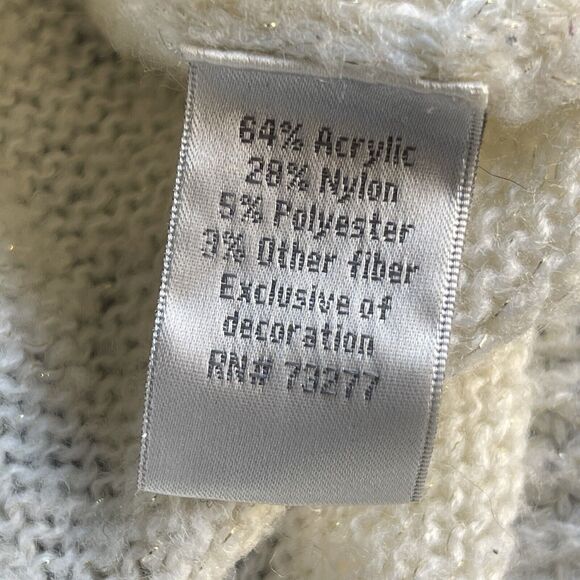 64% Acrylic
28% Nylon
5% Polyester
3% Other fiber
Exclusive of
decoration
RN# 73277